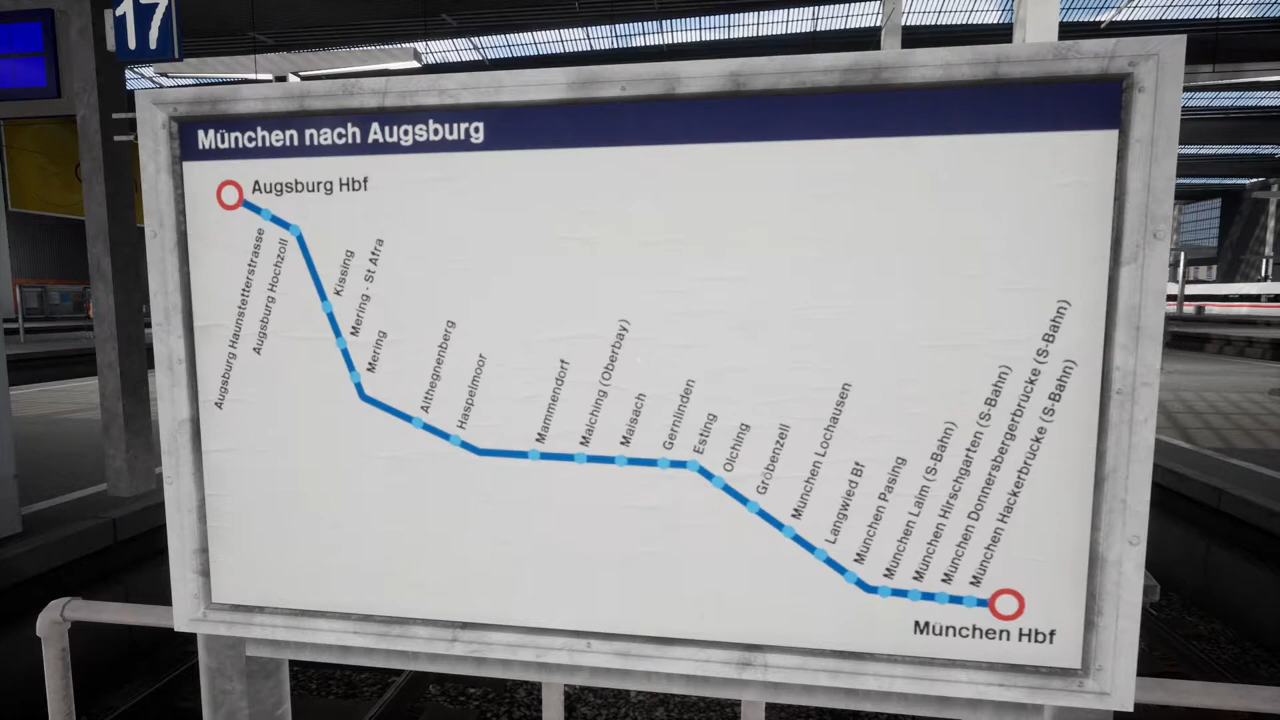 17
München nach Augsburg
Augsburg Hbf
Augsburg Haunstetterstrasse
Augsburg Hochzoll
Kissing
Mering - St Afra
Mering
Althegnenberg
Haspelmoor
Mammendorf
Malching (Oberbay)
Maisach
Gernlinden
Esting
Olching
Gröbenzell
München Lochausen
Langwied Bf
München Pasing
München Laim (S-Bahn)
München Hirschgarten (S-Bahn)
München Donnersbergerbrücke (S-Bahn)
München Hackerbrücke (S-Bahn)
München Hbf